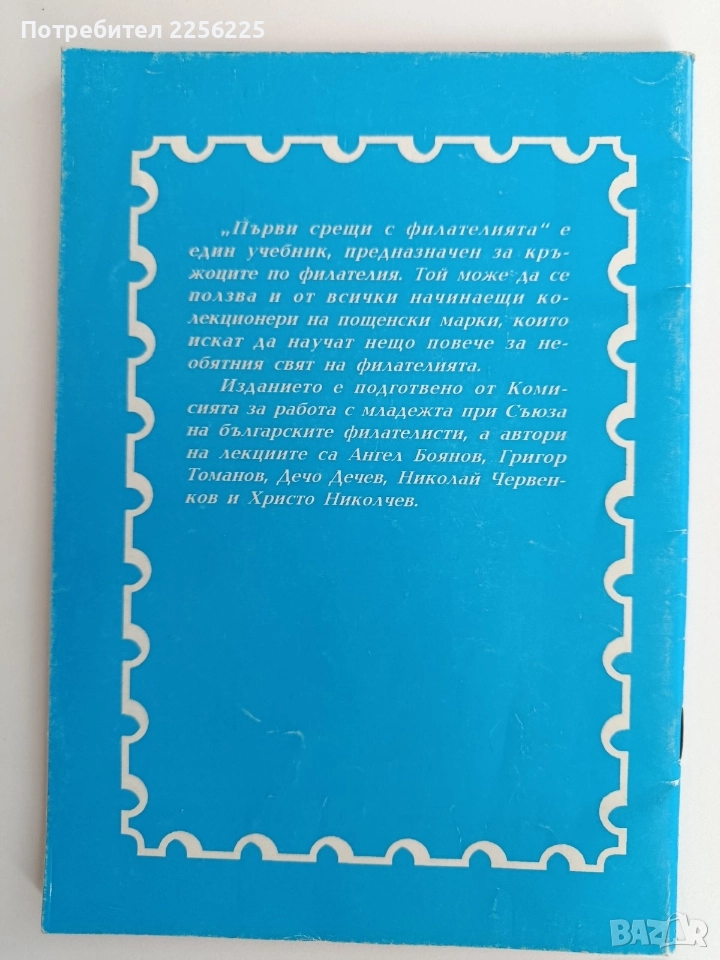 Потребител 2256225
„Първи срещи с филателията“ е
един учебник, предназначен за кръ-
жоците по филателия. Той може да се
ползва и от всички начинаещи ко-
лекционери на пощенски марки, които
искат да научат нещо повече за не-
обятния свят на филателията.
Изданието е подготвено от Коми-
сията за работа с младежта при Съюза
на българските филателисти, а автори
на лекциите са Ангел Боянов, Григор
Томанов, Дечо Дечев, Николай Червен-
ков и Христо Николчев.
BAZAR